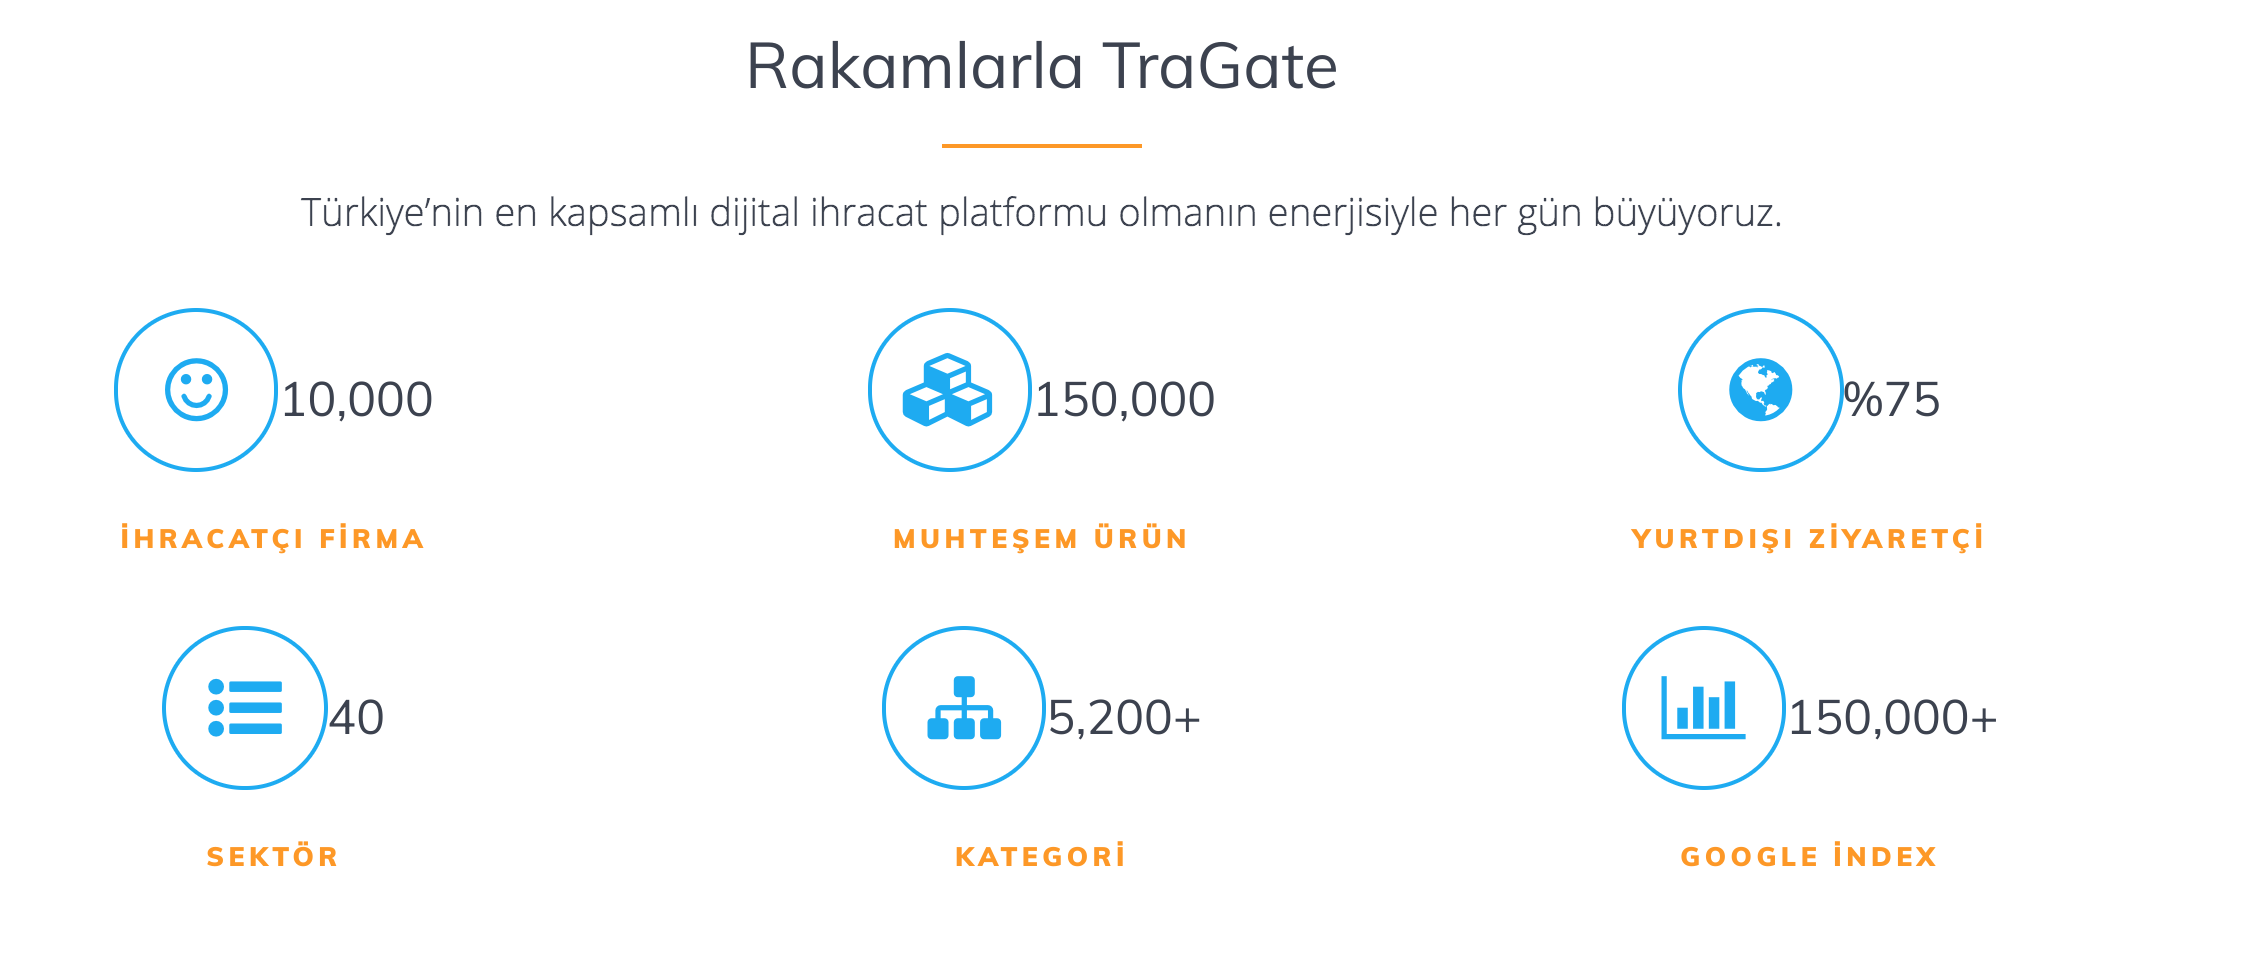 Rakamlarla TraGate
Türkiye’nin en kapsamlı dijital ihracat platformu olmanın enerjisiyle her gün büyüyoruz.
10,000
150,000
%75
İHRACATÇI FİRMA
MUHTEŞEM ÜRÜN
YURTDIŞI ZİYARETÇİ
40
5,200+
150,000+
SEKTÖR
KATEGORİ
GOOGLE İNDEX